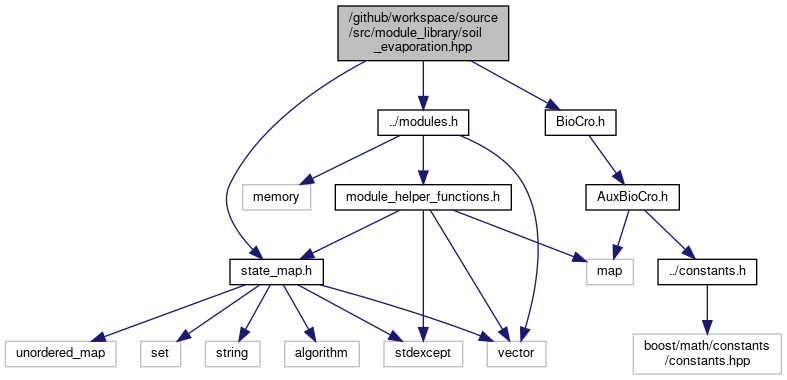 /github/workspace/source
/src/module_library/soil
_evaporation.hpp
../modules.h
BioCro.h
memory
module_helper_functions.h
AuxBioCro.h
state_map.h
map
../constants.h
unordered_map
set
string
algorithm
stdexcept
vector
boost/math/constants
/constants.hpp